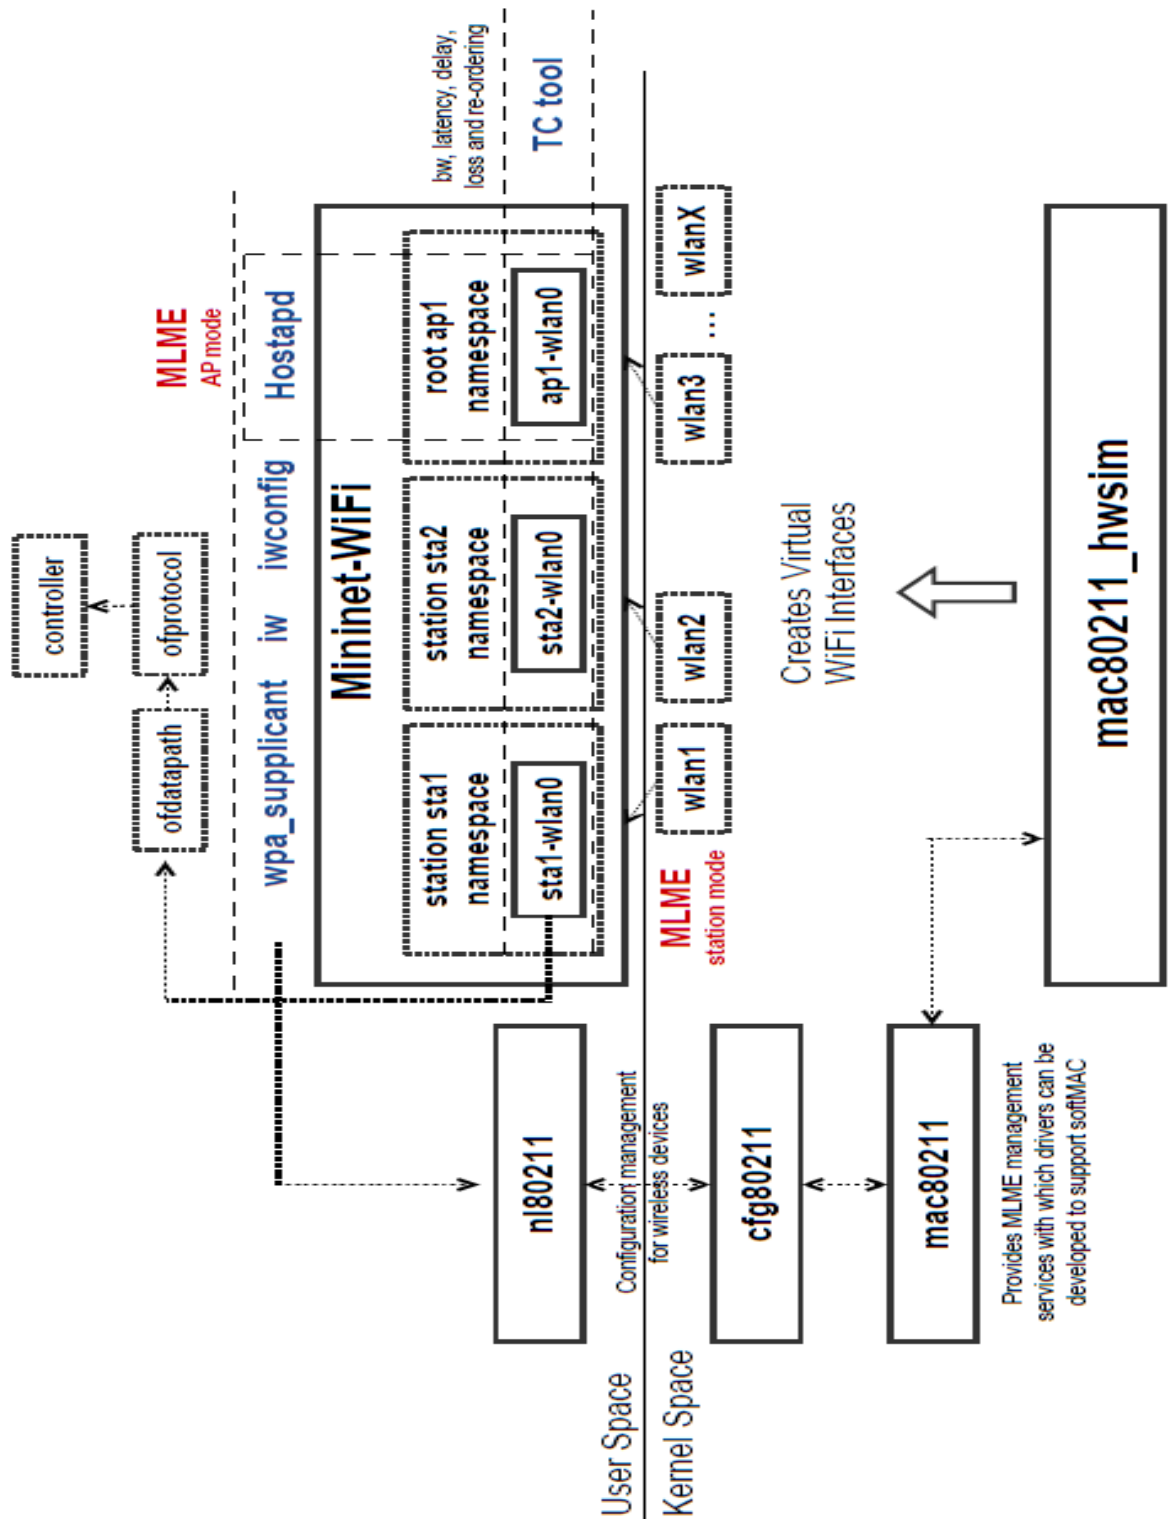 controller
ofdatapath
ofprotocol
MLME
AP mode
wpa_supplicant
iw
iwconfig
Hostapd
Mininet-WiFi
bw, latency, delay,
loss and re-ordering
station sta1
namespace
station sta2
namespace
root ap1
namespace
sta1-wlan0
sta2-wlan0
ap1-wlan0
TC tool
nl80211
User Space
Configuration management
for wireless devices
Kernel Space
MLME
station mode
wlan1
wlan2
wlan3
...
wlanX
cfg80211
Creates Virtual
WiFi Interfaces
mac80211
Provides MLME management
services with which drivers can be
developed to support softMAC
mac80211_hwsim